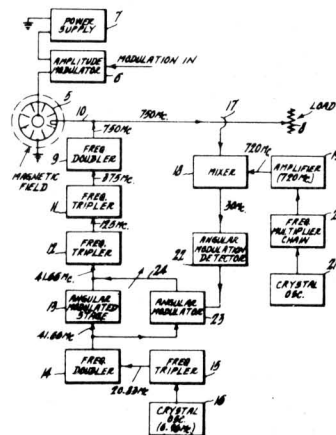 7
POWER
SUPPLY
AMPLITUDE
MODULATOR
MODULATION IN
6
5
10
750Mc.
17
LOAD
8
750Mc.
MAGNETIC
FIELD
FREQ.
DOUBLER
9
18
MIXER
720Mc.
AMPLIFIER
(720Mc.)
375Mc.
FREQ.
TRIPLER
11
30Mc.
FREQ.
MULTIPLIER
CHAIN
125Mc.
FREQ.
TRIPLER
12
22
ANGULAR
MODULATION
DETECTOR
CRYSTAL
OSC.
41.66Mc.
24
ANGULAR
MODULATED
STAGE
13
ANGULAR
MODULATOR
23
41.66Mc.
FREQ.
DOUBLER
14
FREQ.
TRIPLER
15
20.83Mc.
CRYSTAL
OSC.
16